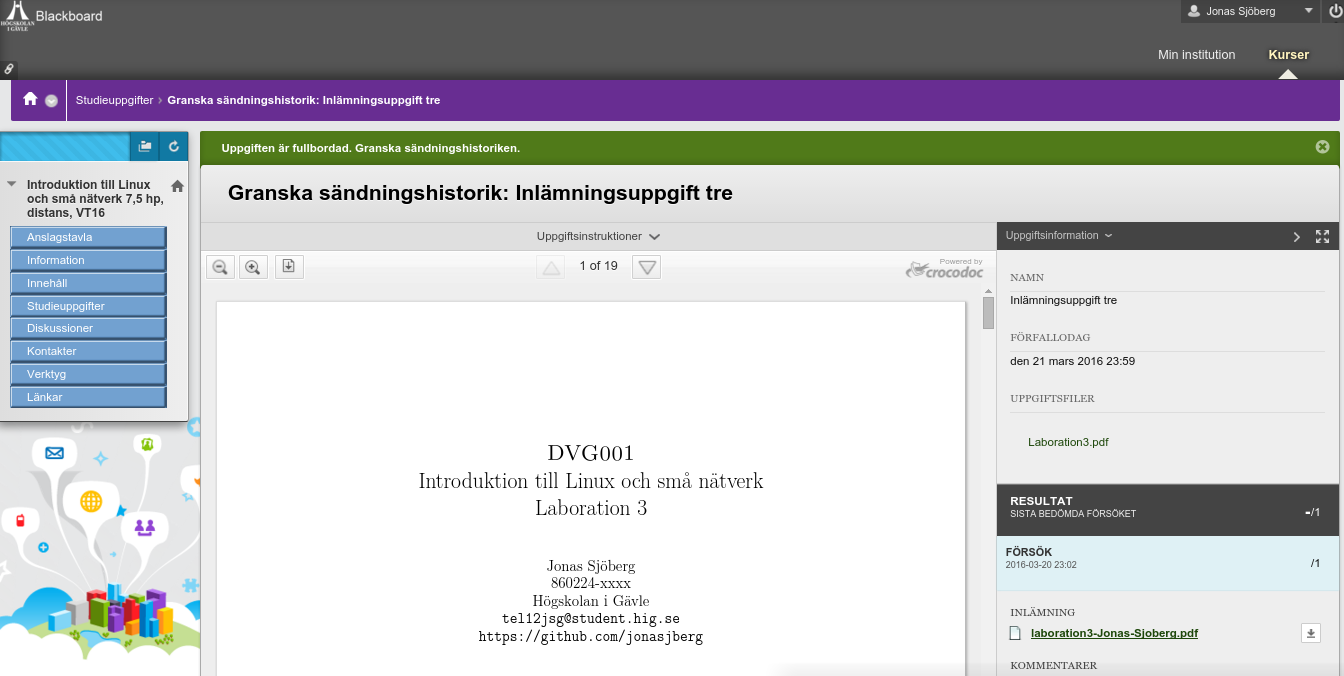 HÖGSKOLAN
I GÄVLE
Blackboard
Jonas Sjöberg
Min institution
Kurser
Studieuppgifter › Granska sändningshistorik: Inlämningsuppgift tre
Introduktion till Linux
och små nätverk 7,5 hp,
distans, VT16
Anslagstavla
Information
Innehåll
Studieuppgifter
Diskussioner
Kontakter
Verktyg
Länkar
Uppgiften är fullbordad. Granska sändningshistoriken.
Granska sändningshistorik: Inlämningsuppgift tre
Uppgiftsinstruktioner
1 of 19
Powered by
crocodoc
DVG001
Introduktion till Linux och små nätverk
Laboration 3
Jonas Sjöberg
860224-xxxx
Högskolan i Gävle
tel12jsg@student.hig.se
https://github.com/jonasjberg
Uppgiftsinformation
NAMN
Inlämningsuppgift tre
FÖRFALLODAG
den 21 mars 2016 23:59
UPPGIFTSFILER
Laboration3.pdf
RESULTAT
SISTA BEDÖMDA FÖRSÖKET
-/1
FÖRSÖK
2016-03-20 23:02
/1
INLÄMNING
laboration3-Jonas-Sjoberg.pdf
KOMMENTARER